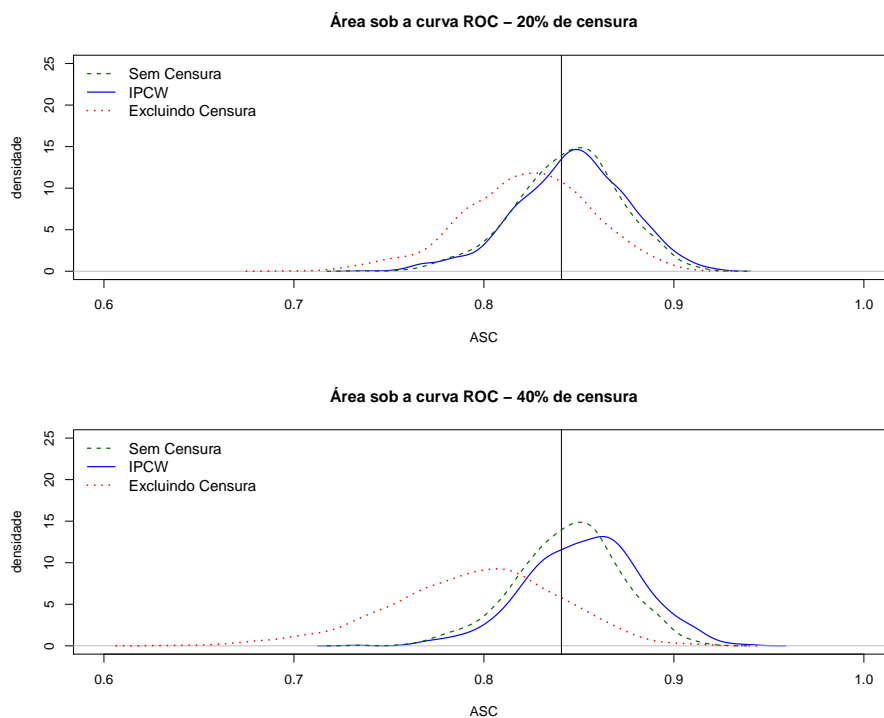 Área sob a curva ROC – 20% de censura
Sem Censura
IPCW
Excluindo Censura
densidade
0
5
10
15
20
25
0.6
0.7
0.8
0.9
1.0
ASC
Área sob a curva ROC – 40% de censura
Sem Censura
IPCW
Excluindo Censura
densidade
0
5
10
15
20
25
0.6
0.7
0.8
0.9
1.0
ASC